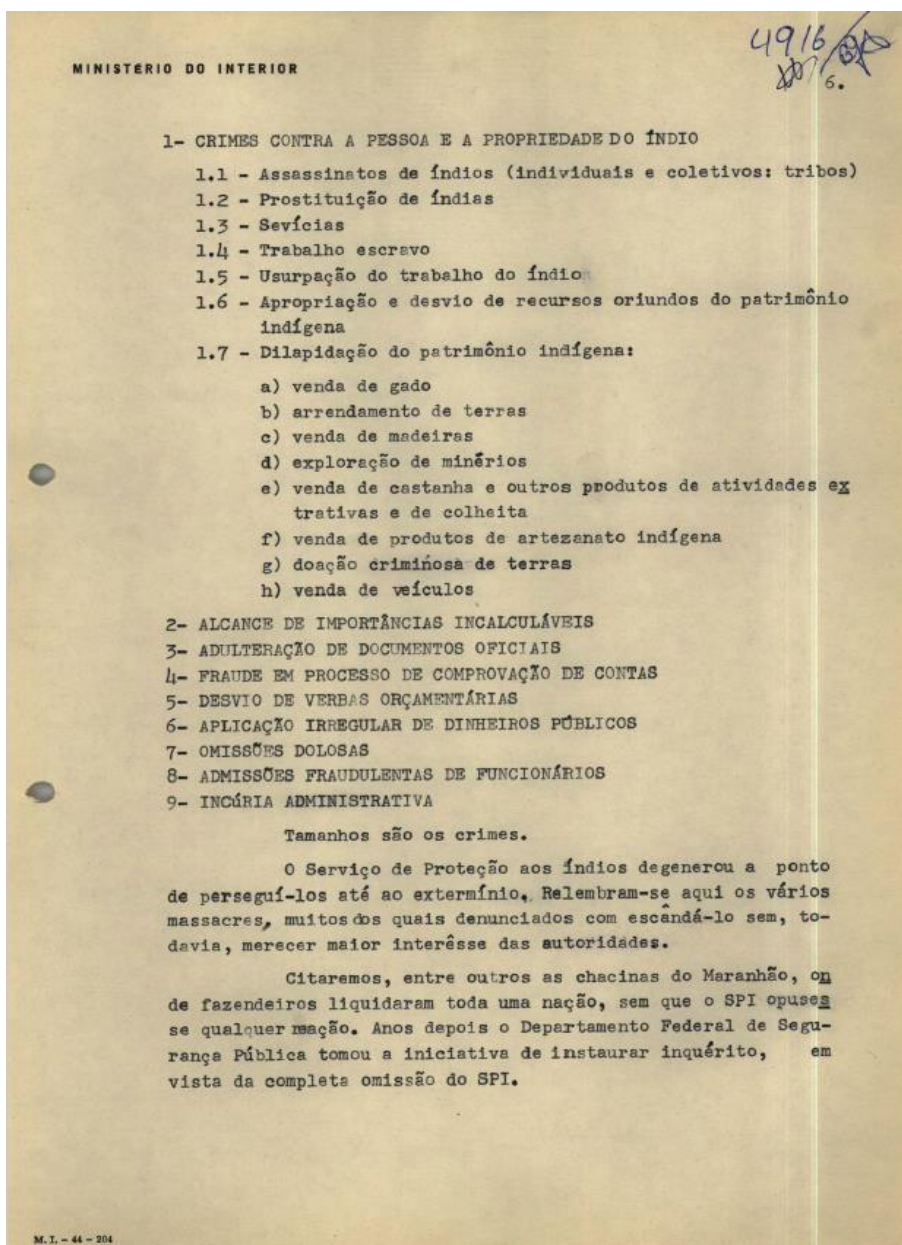 4916
MINISTÉRIO DO INTERIOR
6.
1- CRIMES CONTRA A PESSOA E A PROPRIEDADE DO ÍNDIO
1.1 - Assassinatos de índios (individuais e coletivos: tribos)
1.2 - Prostituição de índias
1.3 - Sevícias
1.4 - Trabalho escravo
1.5 - Usurpação do trabalho do índio
1.6 - Apropriação e desvio de recursos oriundos do patrimônio
indígena
1.7 - Dilapidação do patrimônio indígena:
a) venda de gado
b) arrendamento de terras
c) venda de madeiras
d) exploração de minérios
e) venda de castanha e outros produtos de atividades ex
trativas e de colheita
f) venda de produtos de artezanato indígena
g) doação criminosa de terras
h) venda de veículos
2- ALCANCE DE IMPORTÂNCIAS INCALCULÁVEIS
3- ADULTERAÇÃO DE DOCUMENTOS OFICIAIS
4- FRAUDE EM PROCESSO DE COMPROVAÇÃO DE CONTAS
5- DESVIO DE VERBAS ORÇAMENTÁRIAS
6- APLICAÇÃO IRREGULAR DE DINHEIROS PÚBLICOS
7- OMISSÕES DOLOSAS
8- ADMISSÕES FRAUDULENTAS DE FUNCIONÁRIOS
9- INCÚRIA ADMINISTRATIVA
Tamanhos são os crimes.
O Serviço de Proteção aos Índios degenerou a ponto
de perseguí-los até ao extermínio. Relembram-se aqui os vários
massacres, muitos dos quais denunciados com escândá-lo sem, to-
davia, merecer maior interêsse das autoridades.
Citaremos, entre outros as chacinas do Maranhão, on
de fazendeiros liquidaram toda uma nação, sem que o SPI opuses
se qualquer reação. Anos depois o Departamento Federal de Segu-
rança Pública tomou a iniciativa de instaurar inquérito, em
vista da completa omissão do SPI.
M. I. - 44 - 204